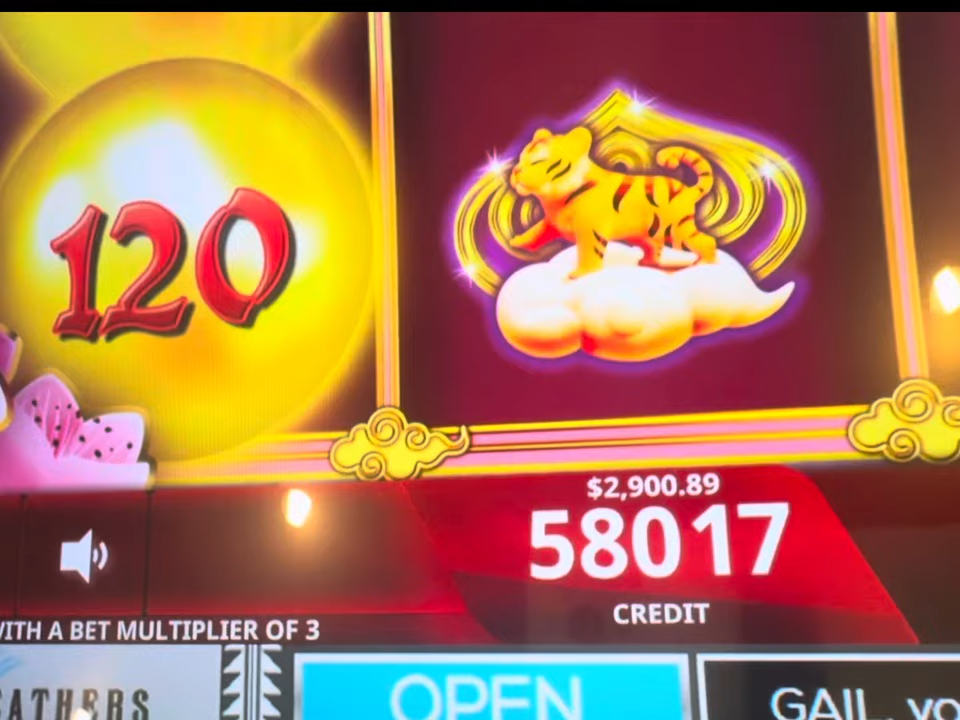 120
$2,900.89
58017
CREDIT
WITH A BET MULTIPLIER OF 3
OPEN
GAIL